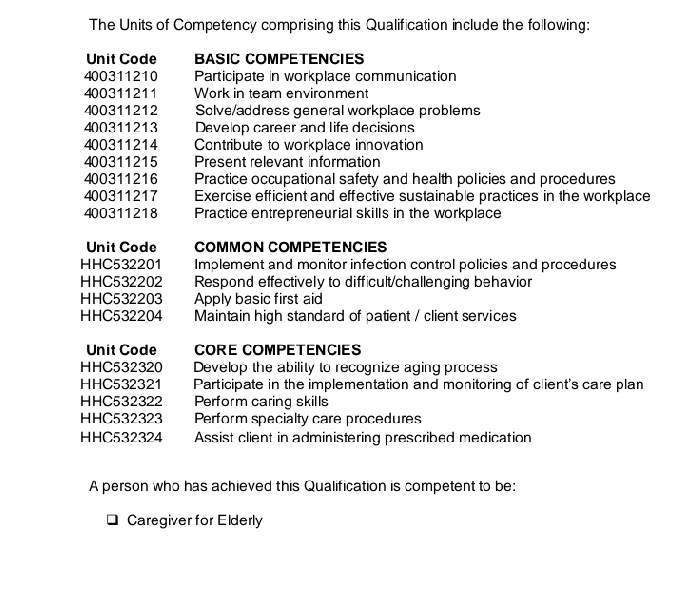 The Units of Competency comprising this Qualification include the following:
Unit Code BASIC COMPETENCIES
400311210 Participate in workplace communication
400311211 Work in team environment
400311212 Solve/address general workplace problems
400311213 Develop career and life decisions
400311214 Contribute to workplace innovation
400311215 Present relevant information
400311216 Practice occupational safety and health policies and procedures
400311217 Exercise efficient and effective sustainable practices in the workplace
400311218 Practice entrepreneurial skills in the workplace
Unit Code COMMON COMPETENCIES
HHC532201 Implement and monitor infection control policies and procedures
HHC532202 Respond effectively to difficult/challenging behavior
HHC532203 Apply basic first aid
HHC532204 Maintain high standard of patient / client services
Unit Code CORE COMPETENCIES
HHC532320 Develop the ability to recognize aging process
HHC532321 Participate in the implementation and monitoring of client's care plan
HHC532322 Perform caring skills
HHC532323 Perform specialty care procedures
HHC532324 Assist client in administering prescribed medication
A person who has achieved this Qualification is competent to be:
❑ Caregiver for Elderly